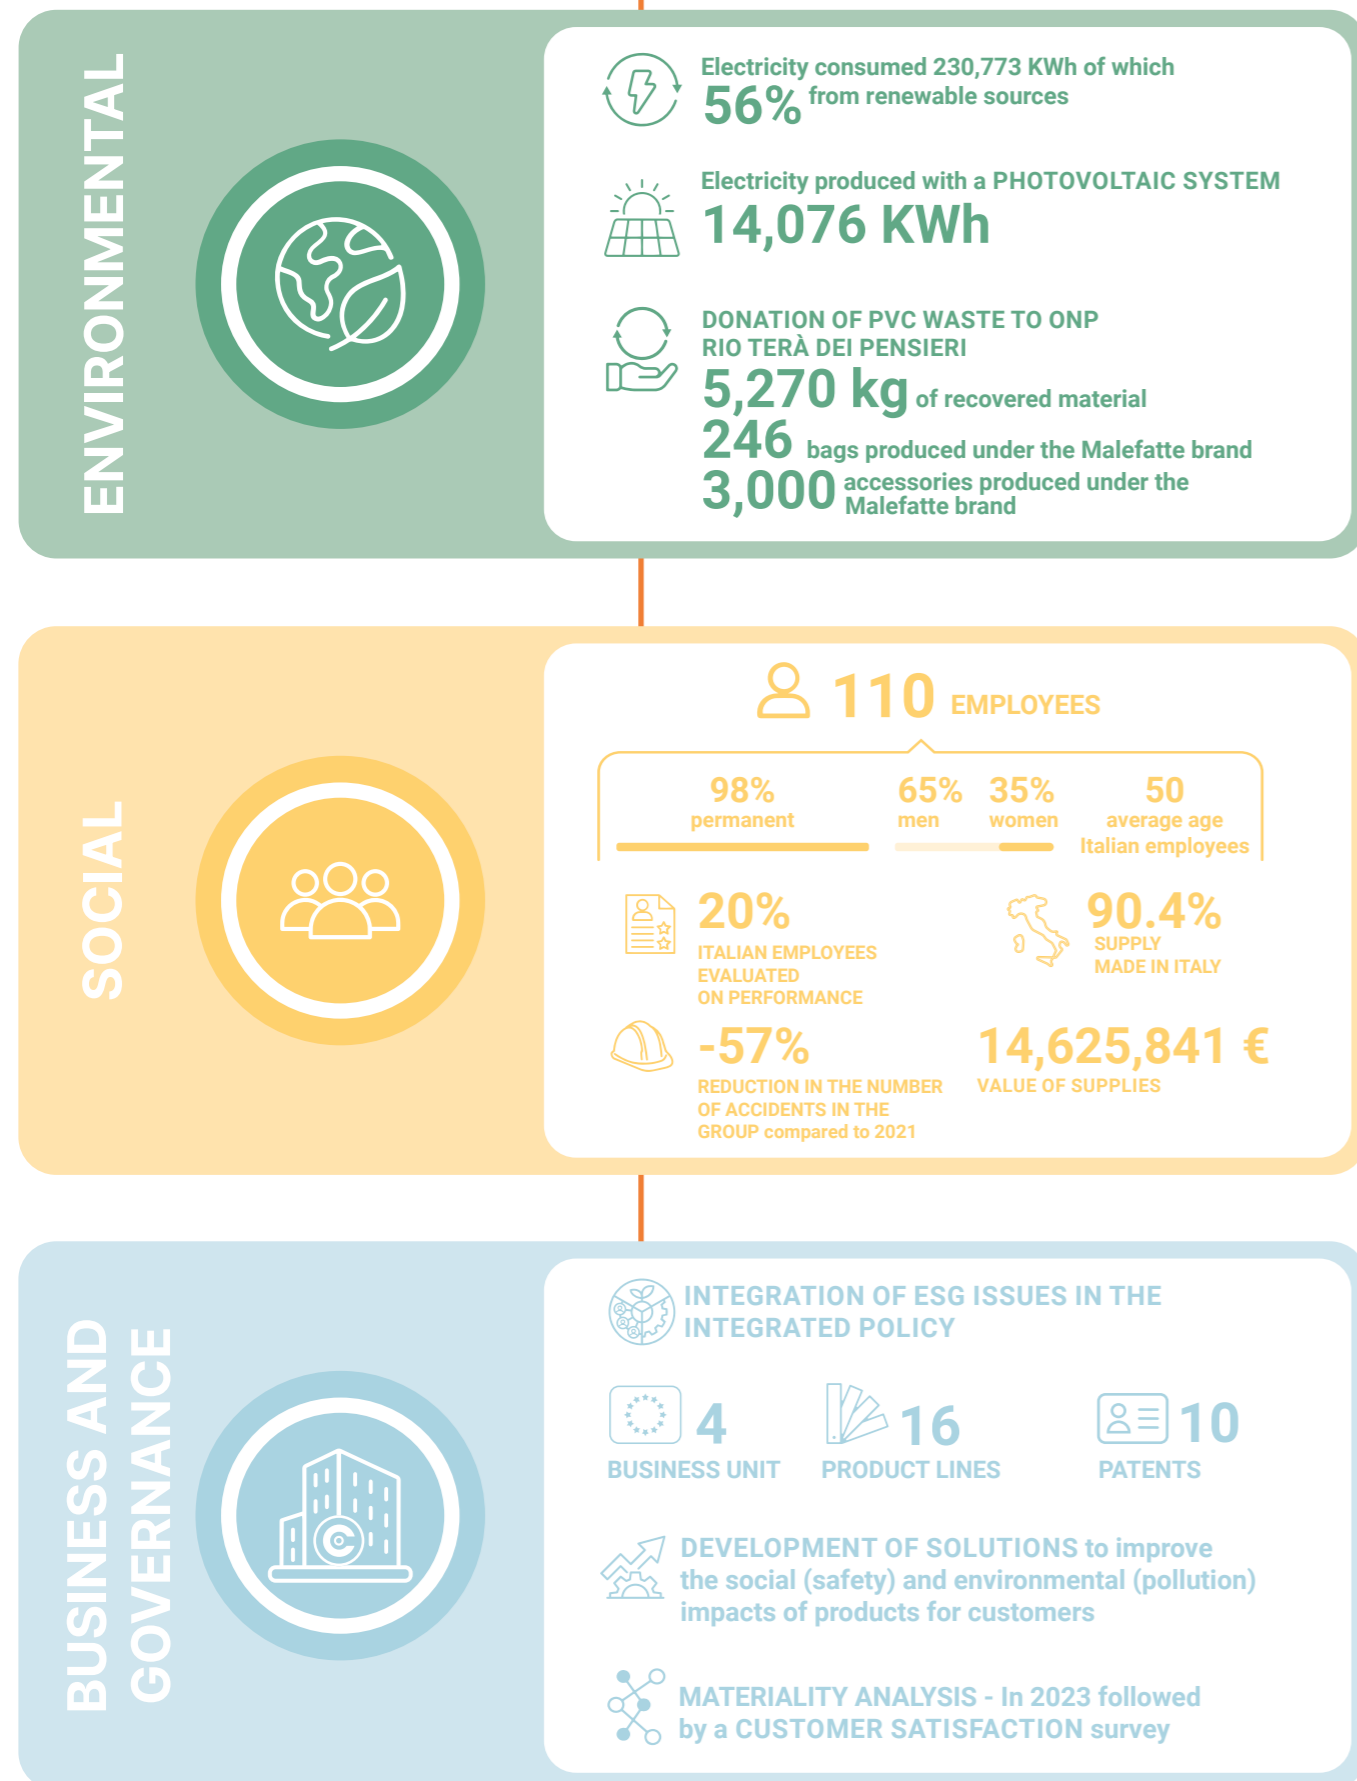 ENVIRONMENTAL
Electricity consumed 230,773 KWh of which
56% from renewable sources
Electricity produced with a PHOTOVOLTAIC SYSTEM
14,076 KWh
DONATION OF PVC WASTE TO ONP
RIO TERÀ DEI PENSIERI
5,270 kg of recovered material
246 bags produced under the Malefatte brand
3,000 accessories produced under the
Malefatte brand
SOCIAL
110 EMPLOYEES
98%
permanent
65%
men
35%
women
50
average age
Italian employees
20%
ITALIAN EMPLOYEES
EVALUATED
ON PERFORMANCE
90.4%
SUPPLY
MADE IN ITALY
-57%
REDUCTION IN THE NUMBER
OF ACCIDENTS IN THE
GROUP compared to 2021
14,625,841 €
VALUE OF SUPPLIES
BUSINESS AND
GOVERNANCE
INTEGRATION OF ESG ISSUES IN THE
INTEGRATED POLICY
4
BUSINESS UNIT
16
PRODUCT LINES
10
PATENTS
DEVELOPMENT OF SOLUTIONS to improve
the social (safety) and environmental (pollution)
impacts of products for customers
MATERIALITY ANALYSIS - In 2023 followed
by a CUSTOMER SATISFACTION survey